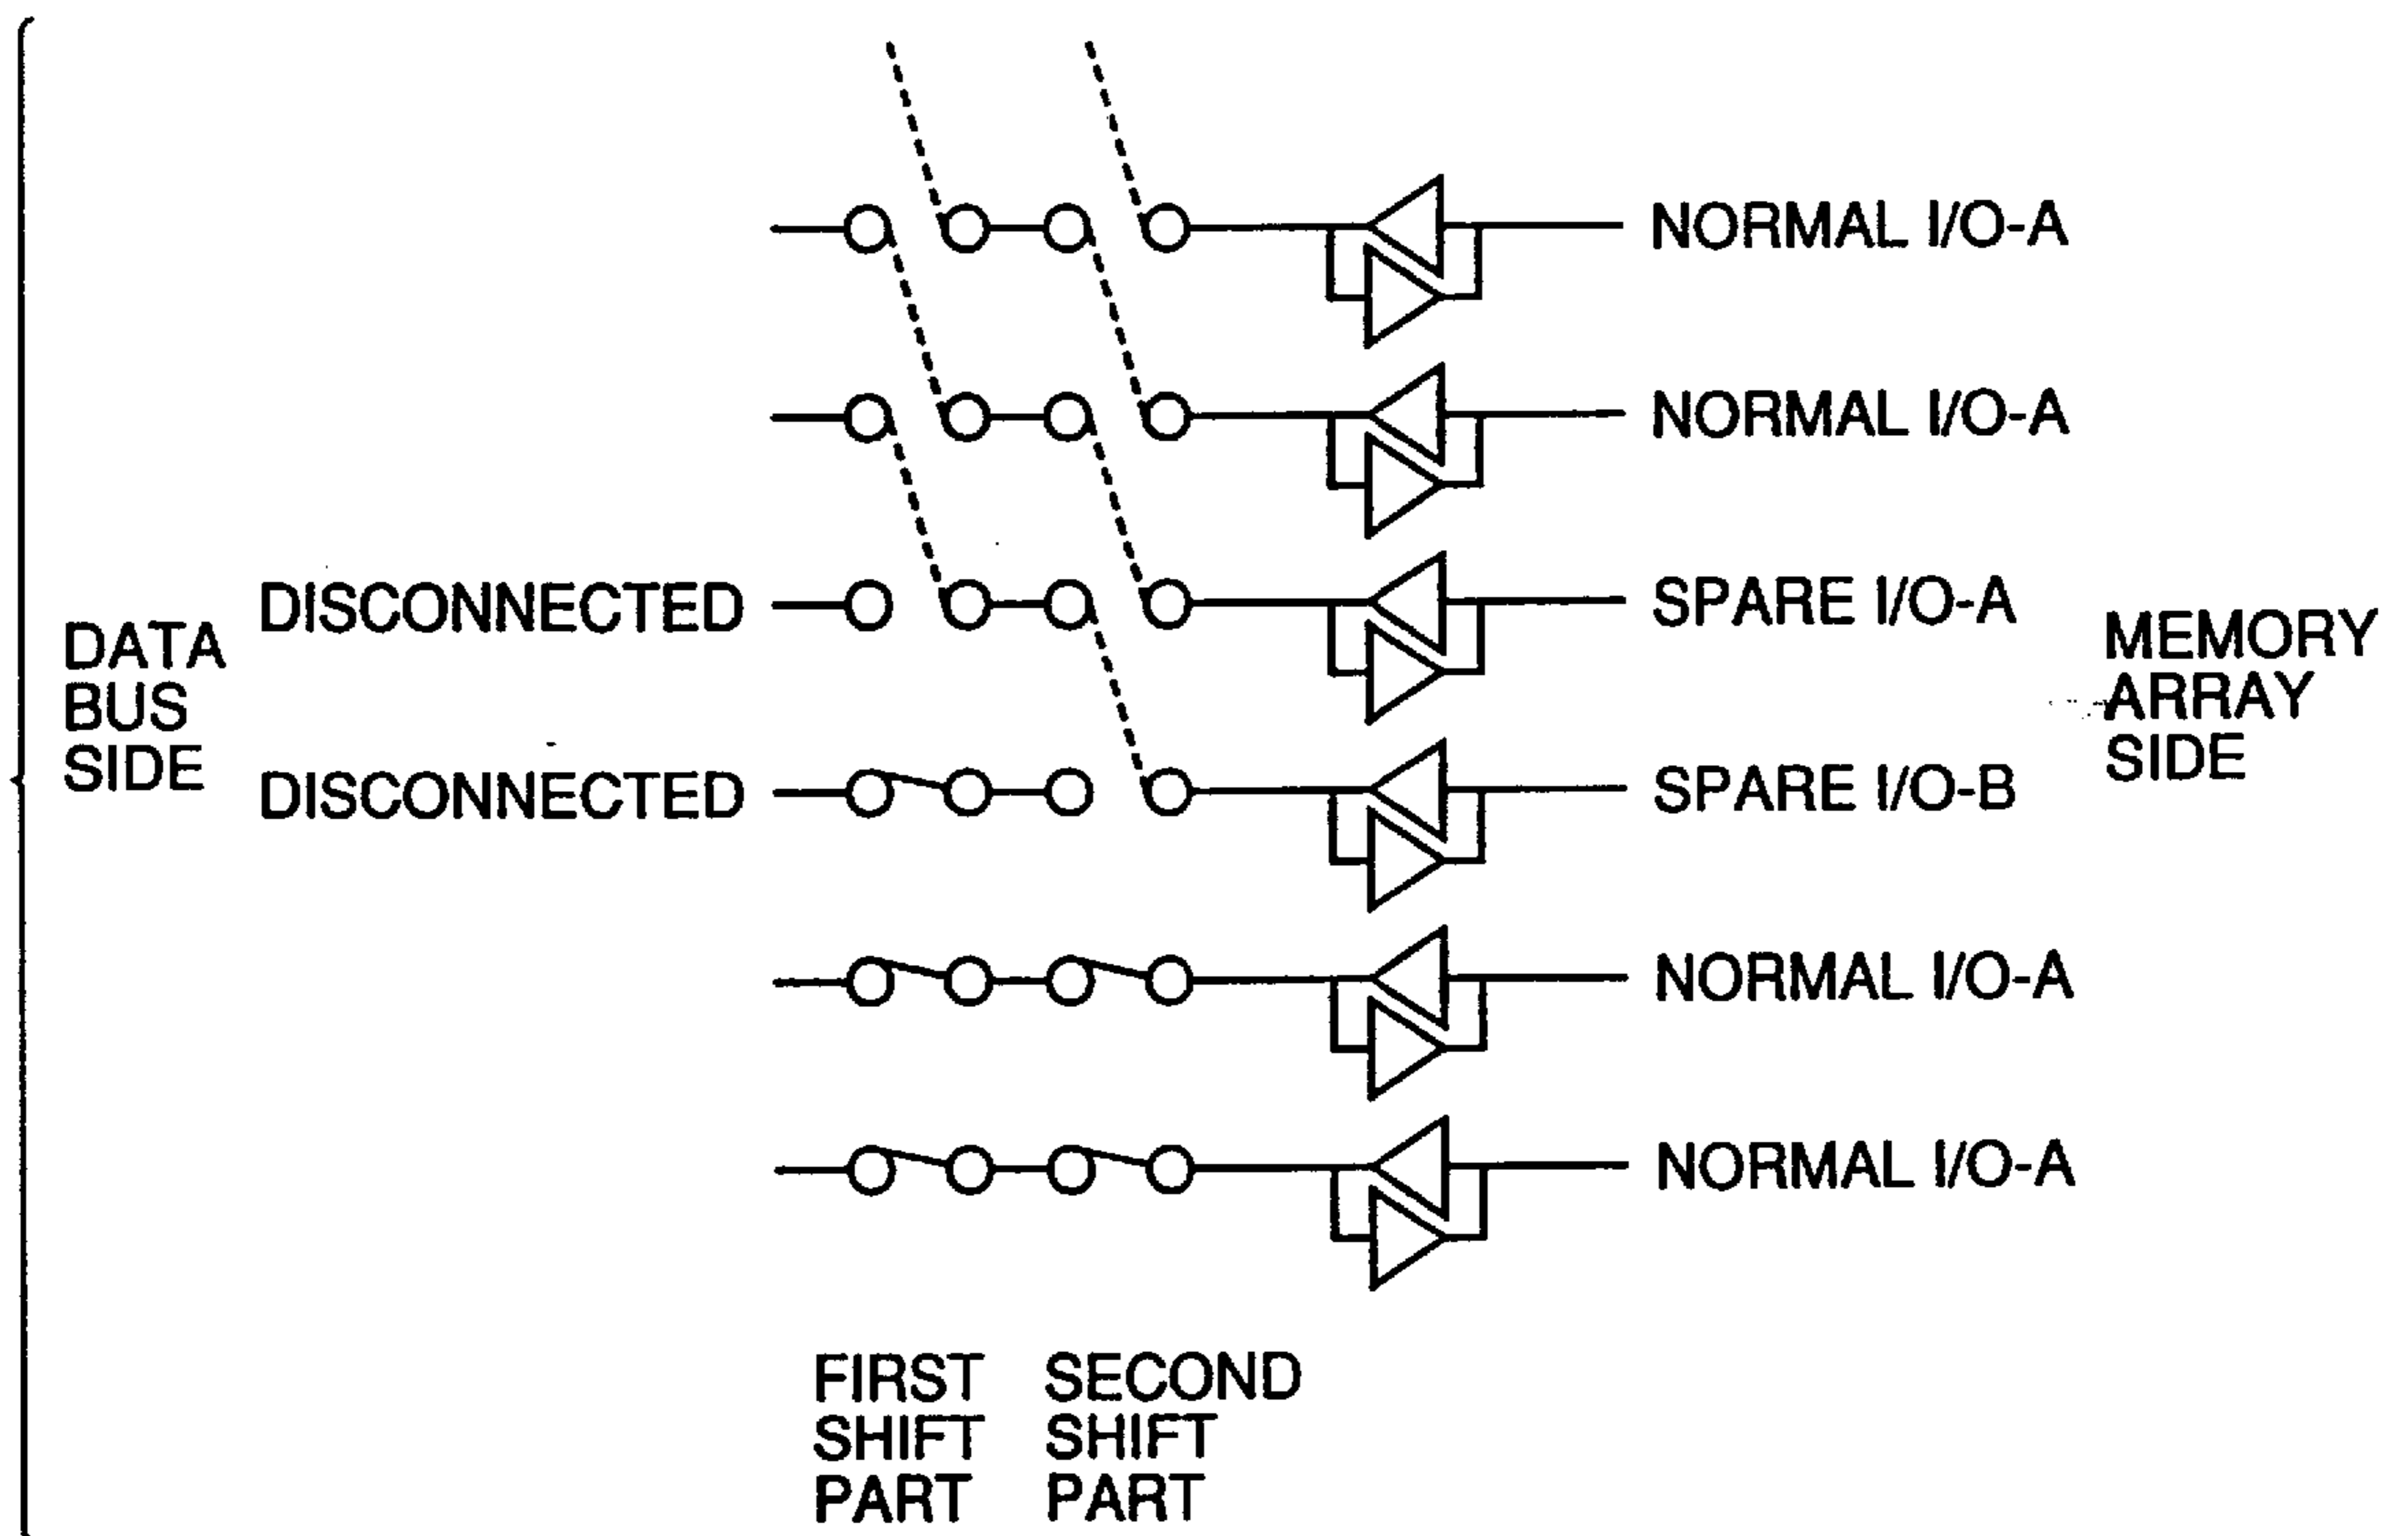 NORMAL I/O-A
NORMAL I/O-A
DISCONNECTED
SPARE I/O-A
DATA
BUS
SIDE
MEMORY
ARRAY
SIDE
DISCONNECTED
SPARE I/O-B
NORMAL I/O-A
NORMAL I/O-A
FIRST
SHIFT
PART
SECOND
SHIFT
PART